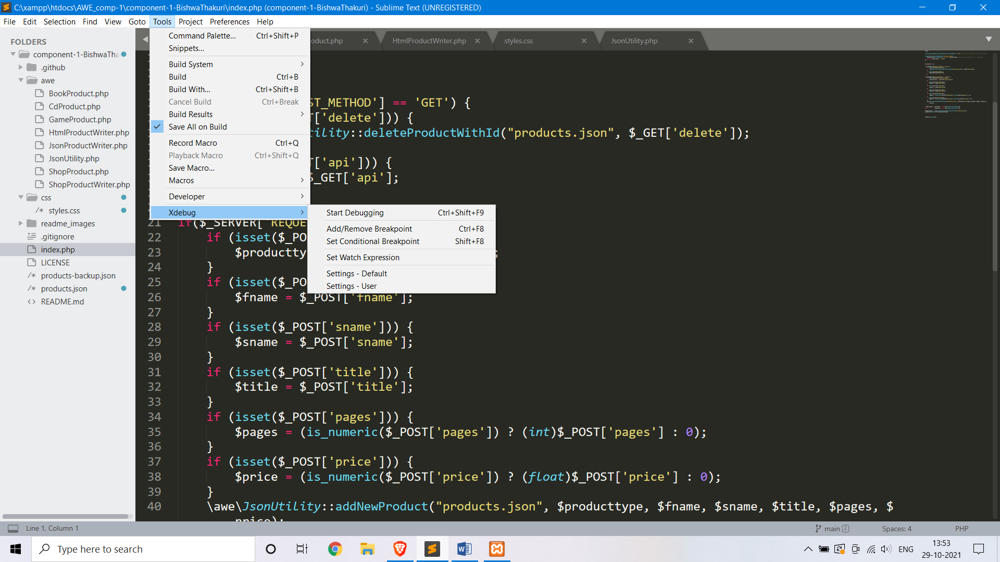 C:\xampp\htdocs\AWE_comp-1\component-1-BishwaThakuri\index.php (component-1-BishwaThakuri) - Sublime Text (UNREGISTERED)
File Edit Selection Find View Goto Tools Project Preferences Help
FOLDERS
component-1-BishwaTha
.github
awe
BookProduct.php
CdProduct.php
GameProduct.php
HtmlProductWriter.php
JsonProductWriter.php
JsonUtility.php
ShopProduct.php
ShopProductWriter.php
css
/* styles.css
readme_images
.gitignore
index.php
LICENSE
/* products-backup.json
/* products.json
<> README.md
Command Palette... Ctrl+Shift+P
Snippets...
Build System
Build Ctrl+B
Build With... Ctrl+Shift+B
Cancel Build Ctrl+Break
Build Results
Save All on Build
Record Macro Ctrl+Q
Playback Macro Ctrl+Shift+Q
Save Macro...
Macros
Developer
Xdebug
Start Debugging Ctrl+Shift+F9
Add/Remove Breakpoint Ctrl+F8
Set Conditional Breakpoint Shift+F8
Set Watch Expression
Settings - Default
Settings - User
oduct.php HtmlProductWriter.php styles.css JsonUtility.php
ST_METHOD'] == 'GET') {
['delete'])) {
tility::deleteProductWithId("products.json", $_GET['delete']);
['api'])) {
$_GET['api'];
21 if($_SERVER['REQUE
22 if (isset($_PO
23 $productty ;
24 }
25 if (isset($_PO
26 $fname = $_POST['fname'];
27 }
28 if (isset($_POST['sname'])) {
29 $sname = $_POST['sname'];
30 }
31 if (isset($_POST['title'])) {
32 $title = $_POST['title'];
33 }
34 if (isset($_POST['pages'])) {
35 $pages = (is_numeric($_POST['pages']) ? (int)$_POST['pages'] : 0);
36 }
37 if (isset($_POST['price'])) {
38 $price = (is_numeric($_POST['price']) ? (float)$_POST['price'] : 0);
39 }
40 \awe\JsonUtility::addNewProduct("products.json", $producttype, $fname, $sname, $title, $pages, $
price);
Line 1, Column 1 main 2 Spaces: 4 PHP
Type here to search ENG 13:53
29-10-2021